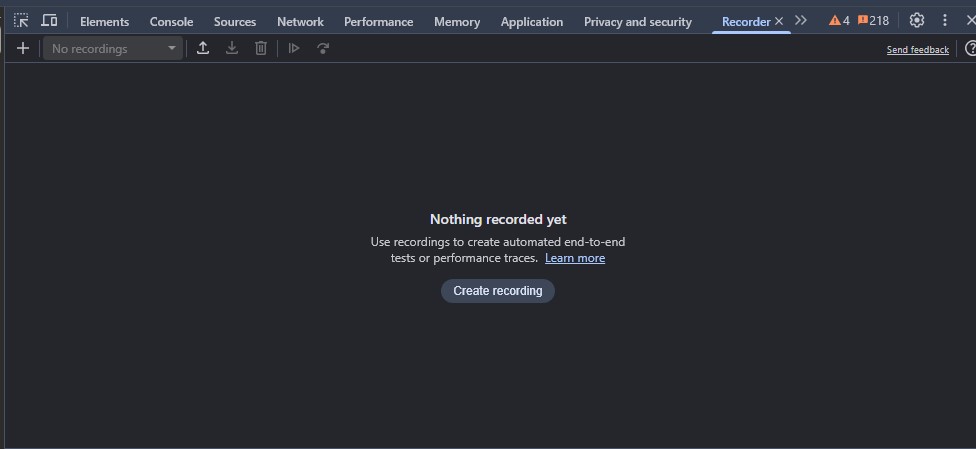 Elements Console Sources Network Performance Memory Application Privacy and security Recorder 4 218
No recordings Send feedback
Nothing recorded yet
Use recordings to create automated end-to-end
tests or performance traces. Learn more
Create recording